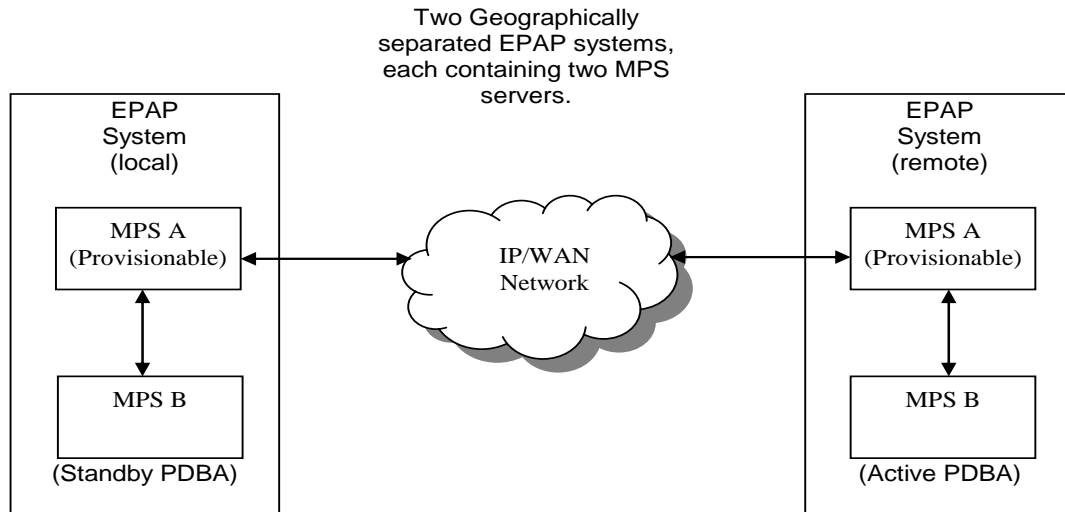 Two Geographically
separated EPAP systems,
each containing two MPS
servers.
EPAP
System
(local)
MPS A
(Provisionable)
MPS B
(Standby PDBA)
IP/WAN
Network
EPAP
System
(remote)
MPS A
(Provisionable)
MPS B
(Active PDBA)